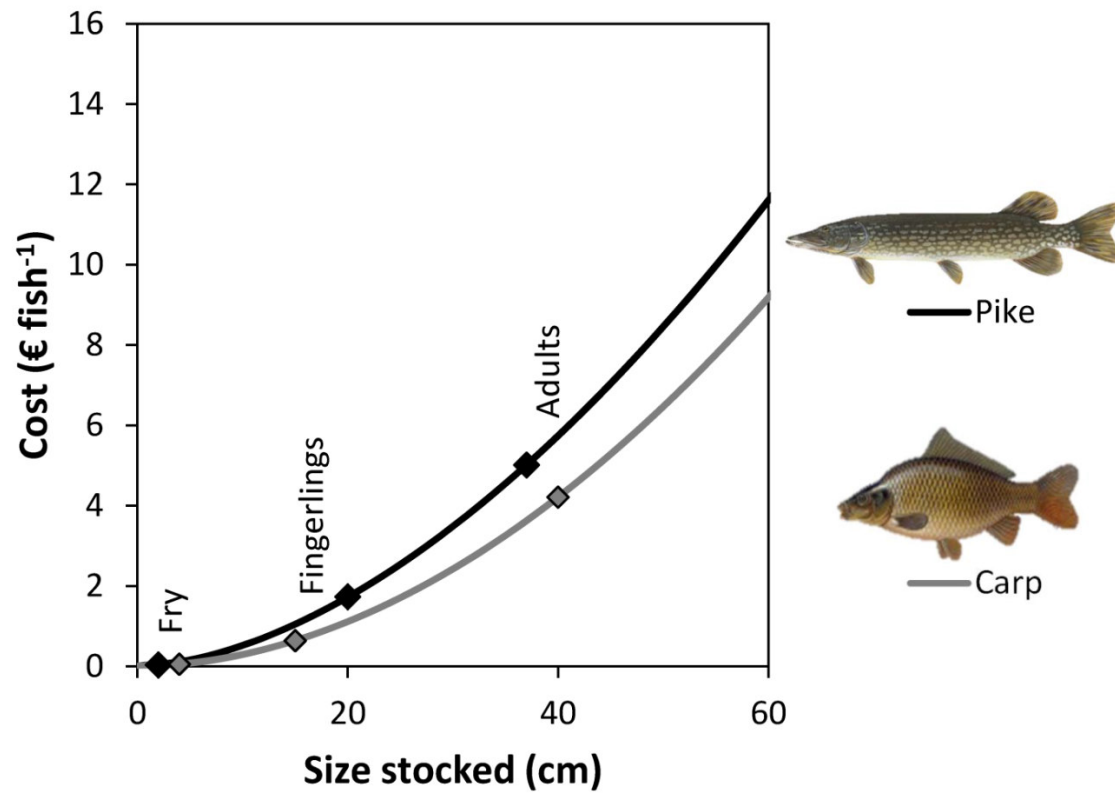 16
14
12
10
8
6
4
2
0
Cost (€ fish⁻¹)
Fry
Fingerlings
Adults
0 20 40 60
Size stocked (cm)
Pike
Carp